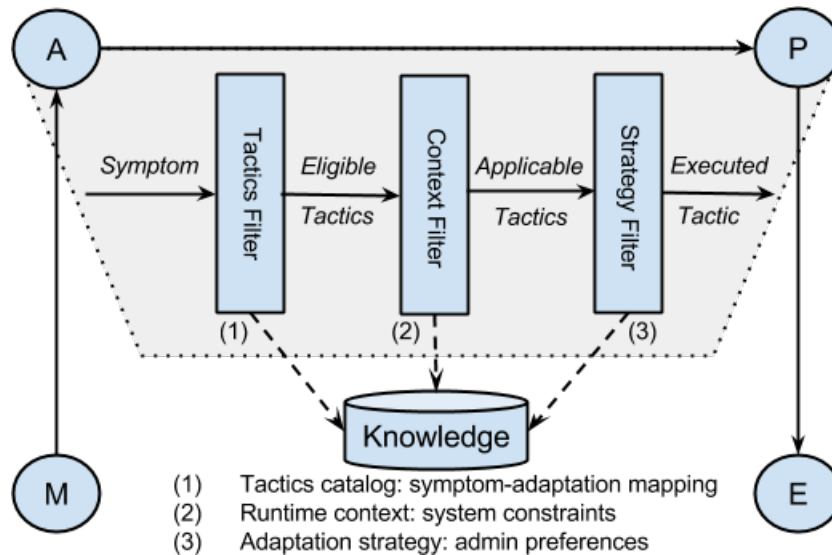 A
P
Symptom
Tactics Filter
Eligible
Tactics
Context Filter
Applicable
Tactics
Strategy Filter
Executed
Tactic
(1)
(2)
(3)
Knowledge
M
E
(1) Tactics catalog: symptom-adaptation mapping
(2) Runtime context: system constraints
(3) Adaptation strategy: admin preferences